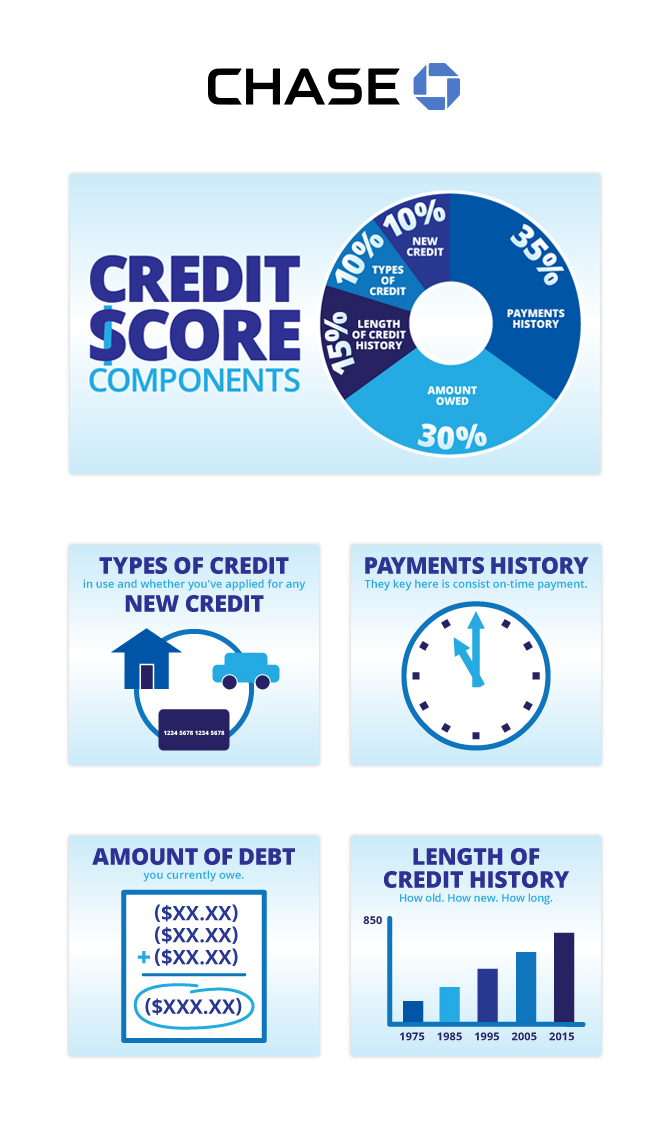 CHASE
CREDIT
SCORE
COMPONENTS
10%
NEW
CREDIT
35%
PAYMENTS
HISTORY
10%
TYPES
OF
CREDIT
15%
LENGTH
OF CREDIT
HISTORY
AMOUNT
OWED
30%
TYPES OF CREDIT
in use and whether you've applied for any
NEW CREDIT
1234 5678 1234 5678
PAYMENTS HISTORY
They key here is consist on-time payment.
AMOUNT OF DEBT
you currently owe.
($XX.XX)
($XX.XX)
+ ($XX.XX)
($XXX.XX)
LENGTH OF
CREDIT HISTORY
How old. How new. How long.
850
1975 1985 1995 2005 2015